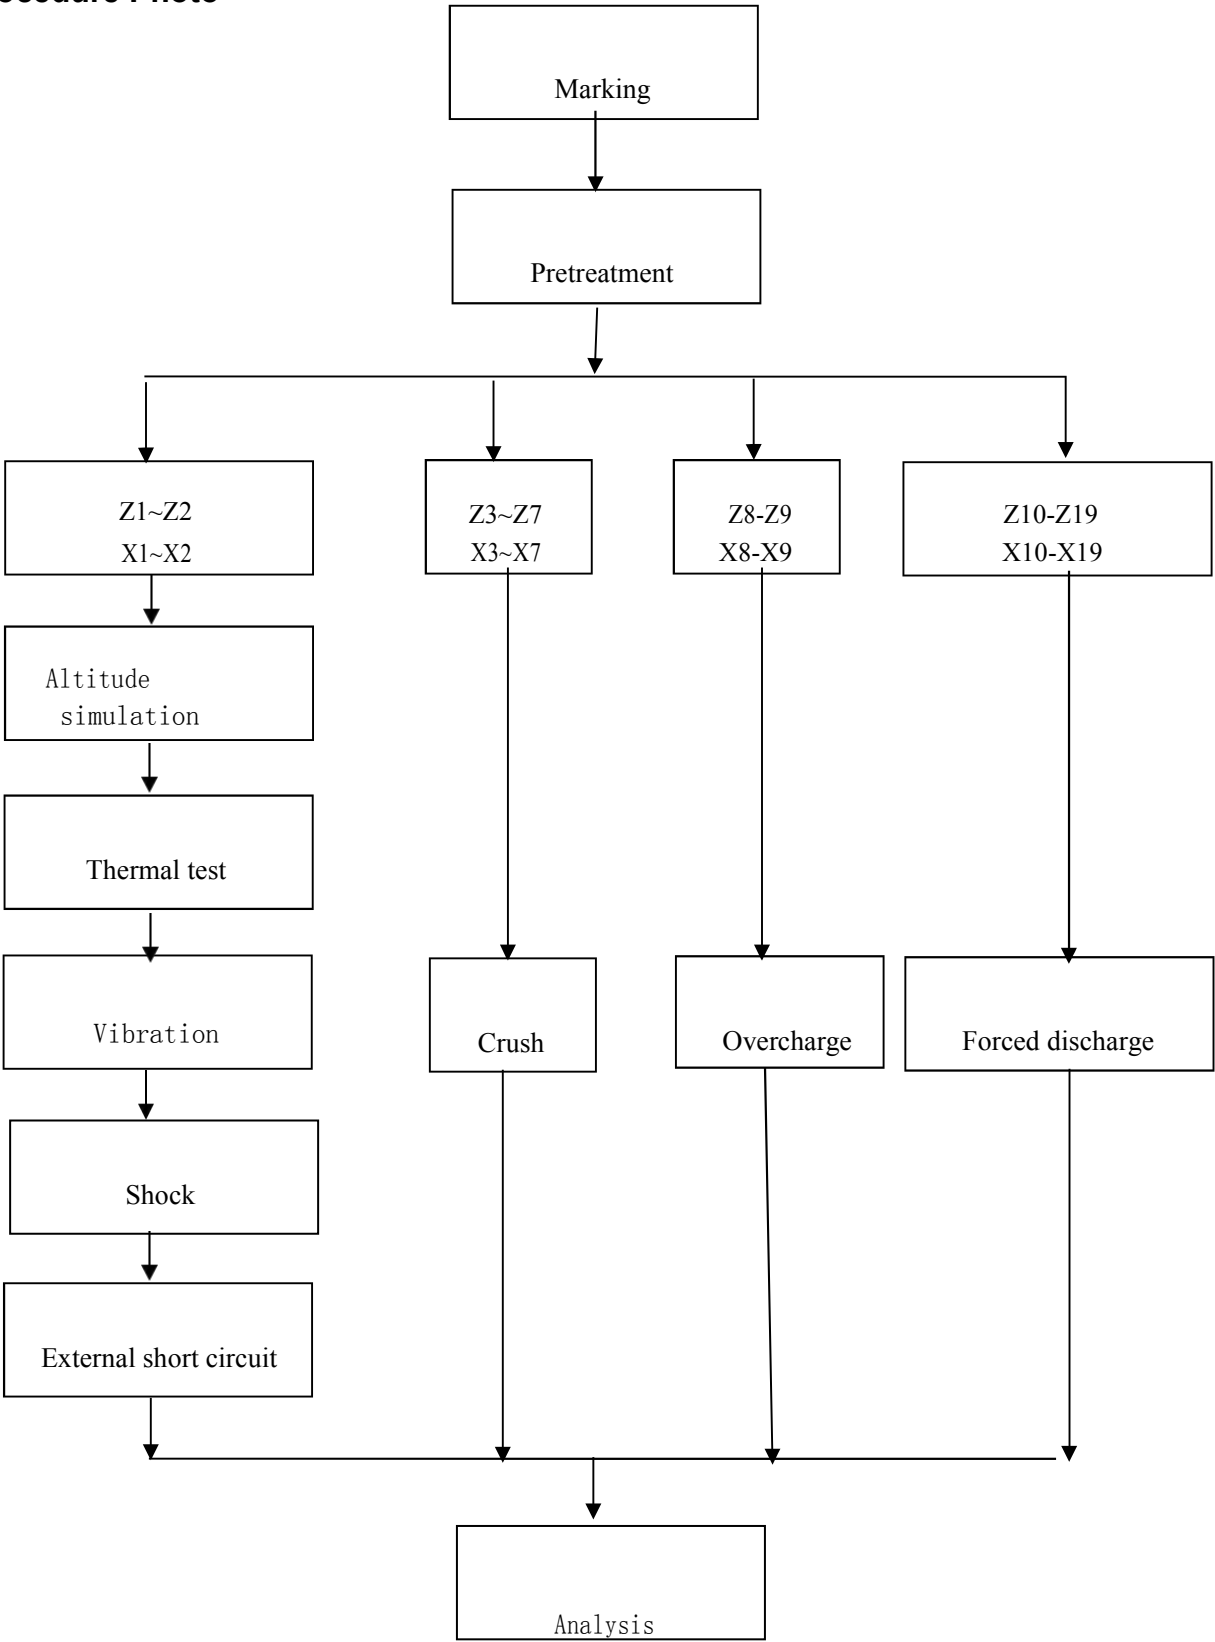 Marking
Pretreatment
Z1~Z2
X1~X2
Z3~Z7
X3~X7
Z8-Z9
X8-X9
Z10-Z19
X10-X19
Altitude
simulation
Thermal test
Vibration
Crush
Overcharge
Forced discharge
Shock
External short circuit
Analysis